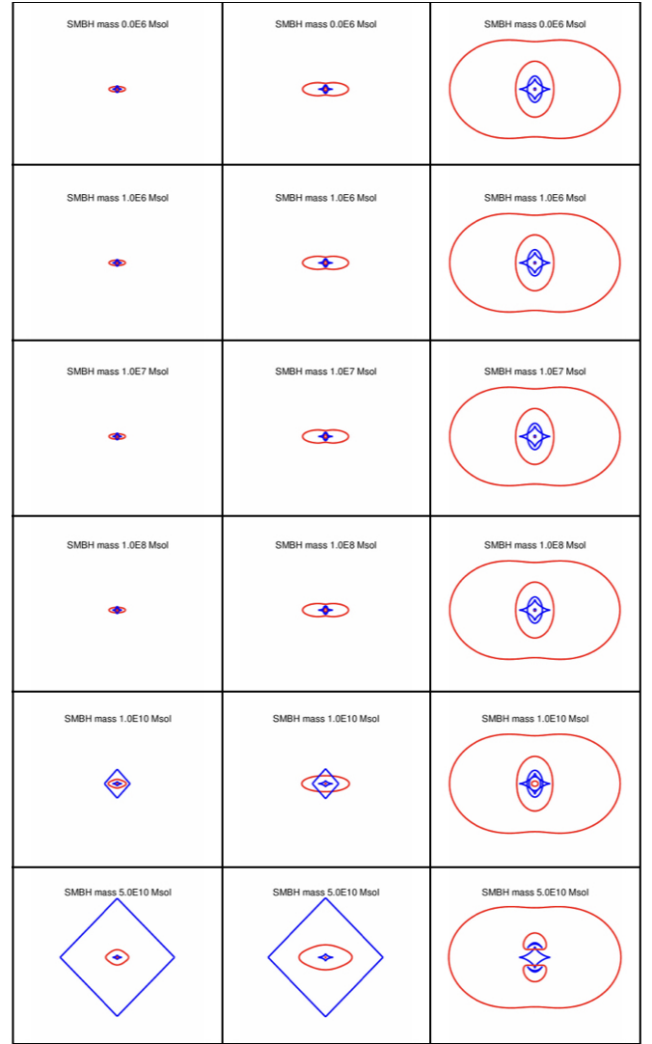 SMBH mass 0.0E6 Msol SMBH mass 0.0E6 Msol SMBH mass 0.0E6 Msol
SMBH mass 1.0E6 Msol SMBH mass 1.0E6 Msol SMBH mass 1.0E6 Msol
SMBH mass 1.0E7 Msol SMBH mass 1.0E7 Msol SMBH mass 1.0E7 Msol
SMBH mass 1.0E8 Msol SMBH mass 1.0E8 Msol SMBH mass 1.0E8 Msol
SMBH mass 1.0E10 Msol SMBH mass 1.0E10 Msol SMBH mass 1.0E10 Msol
SMBH mass 5.0E10 Msol SMBH mass 5.0E10 Msol SMBH mass 5.0E10 Msol